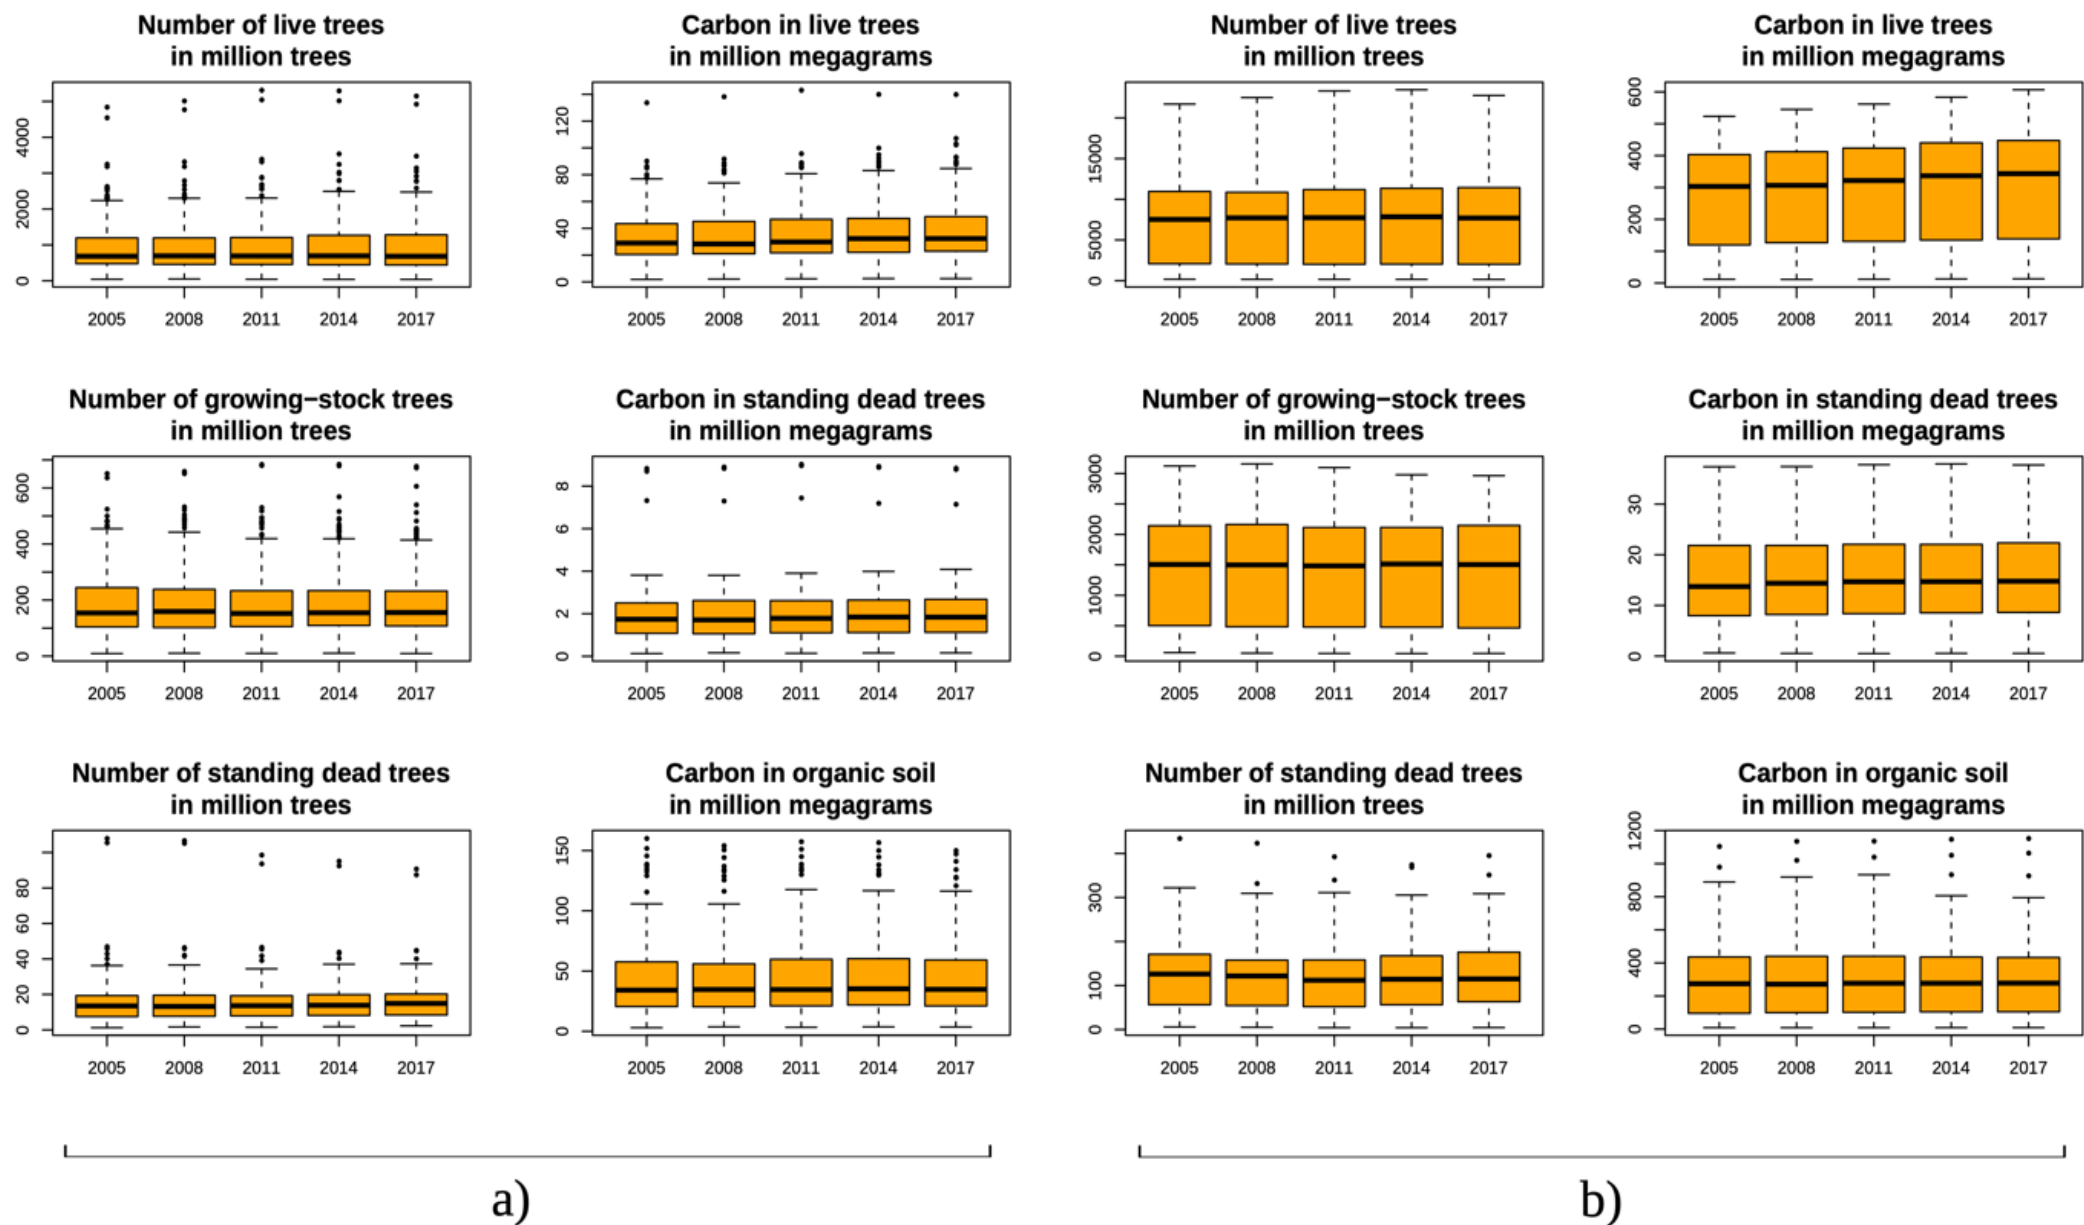 Number of live trees
in million trees
0
2000
4000
2005 2008 2011 2014 2017
Carbon in live trees
in million megagrams
0
40
80
120
2005 2008 2011 2014 2017
Number of live trees
in million trees
0
5000
15000
2005 2008 2011 2014 2017
Carbon in live trees
in million megagrams
0
200
400
600
2005 2008 2011 2014 2017
Number of growing−stock trees
in million trees
0
200
400
600
2005 2008 2011 2014 2017
Carbon in standing dead trees
in million megagrams
0
2
4
6
8
2005 2008 2011 2014 2017
Number of growing−stock trees
in million trees
0
1000
2000
3000
2005 2008 2011 2014 2017
Carbon in standing dead trees
in million megagrams
0
10
20
30
2005 2008 2011 2014 2017
Number of standing dead trees
in million trees
0
20
40
60
80
2005 2008 2011 2014 2017
Carbon in organic soil
in million megagrams
0
50
100
150
2005 2008 2011 2014 2017
Number of standing dead trees
in million trees
0
100
300
2005 2008 2011 2014 2017
Carbon in organic soil
in million megagrams
0
400
800
1200
2005 2008 2011 2014 2017
a)
b)